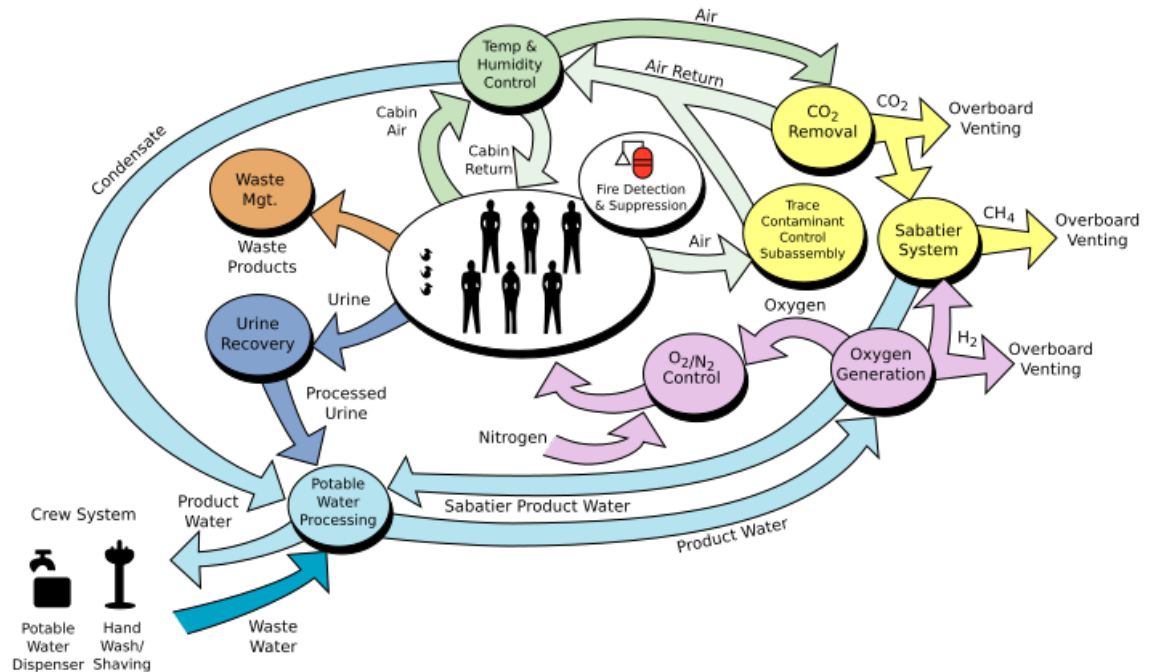 Air
Temp &
Humidity
Control
Air Return
CO2
Removal
CO2
Overboard
Venting
Cabin
Air
Cabin
Return
Condensate
Fire Detection
& Suppression
Waste
Mgt.
Waste
Products
Trace
Contaminant
Control
Subassembly
Air
Sabatier
System
CH4
Overboard
Venting
Urine
Urine
Recovery
Oxygen
O2/N2
Control
Oxygen
Generation
H2
Overboard
Venting
Processed
Urine
Nitrogen
Potable
Water
Processing
Sabatier Product Water
Product Water
Product
Water
Crew System
Waste
Water
Potable
Water
Dispenser
Hand
Wash/
Shaving